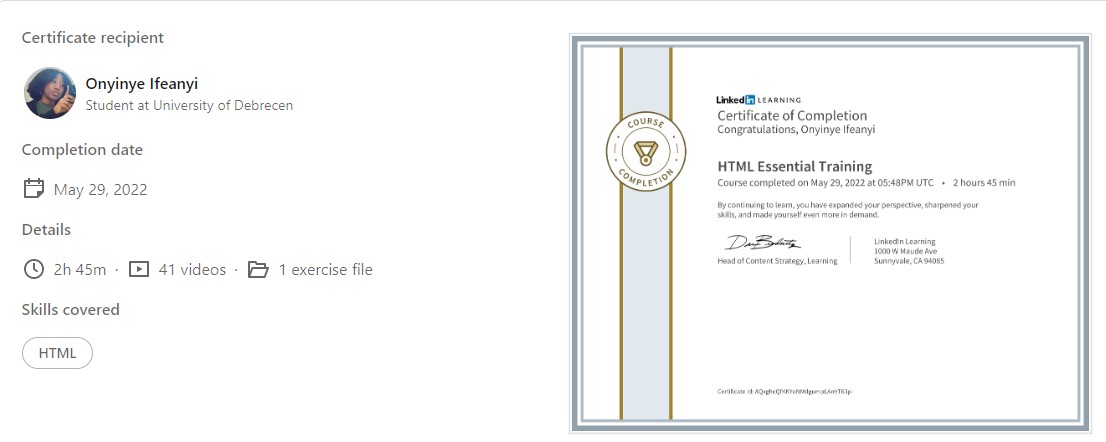 Certificate recipient
Onyinye Ifeanyi
Student at University of Debrecen
Completion date
May 29, 2022
Details
2h 45m · 41 videos · 1 exercise file
Skills covered
HTML
COURSE
COMPLETION
LinkedIn LEARNING
Certificate of Completion
Congratulations, Onyinye Ifeanyi
HTML Essential Training
Course completed on May 29, 2022 at 05:48PM UTC • 2 hours 45 min
By continuing to learn, you have expanded your perspective, sharpened your
skills, and made yourself even more in demand.
Head of Content Strategy, Learning
LinkedIn Learning
1000 W Maude Ave
Sunnyvale, CA 94085
Certificate Id: